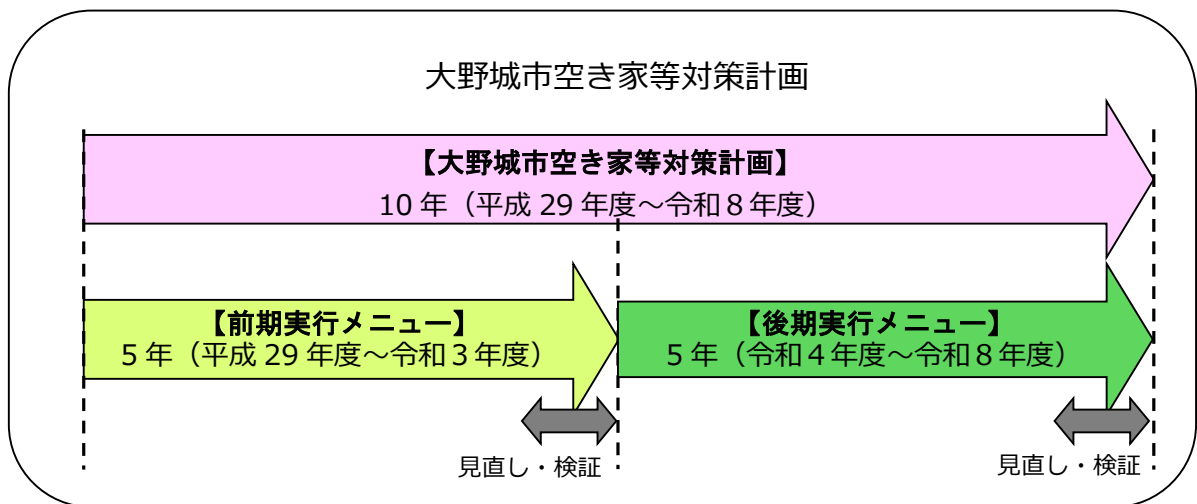 大野城市空き家等対策計画
【大野城市空き家等対策計画】
10 年（平成 29 年度～令和８年度）
【前期実行メニュー】
5 年（平成 29 年度～令和３年度）
【後期実行メニュー】
5 年（令和４年度～令和８年度）
見直し・検証
見直し・検証